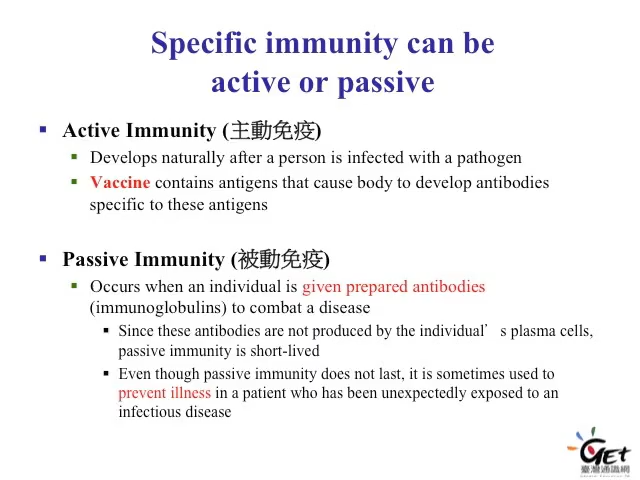 Specific immunity can be
active or passive
▪ Active Immunity (主動免疫)
▪ Develops naturally after a person is infected with a pathogen
▪ Vaccine contains antigens that cause body to develop antibodies
specific to these antigens
▪ Passive Immunity (被動免疫)
▪ Occurs when an individual is given prepared antibodies
(immunoglobulins) to combat a disease
▪ Since these antibodies are not produced by the individual’s plasma cells,
passive immunity is short-lived
▪ Even though passive immunity does not last, it is sometimes used to
prevent illness in a patient who has been unexpectedly exposed to an
infectious disease
GET
臺灣通識網